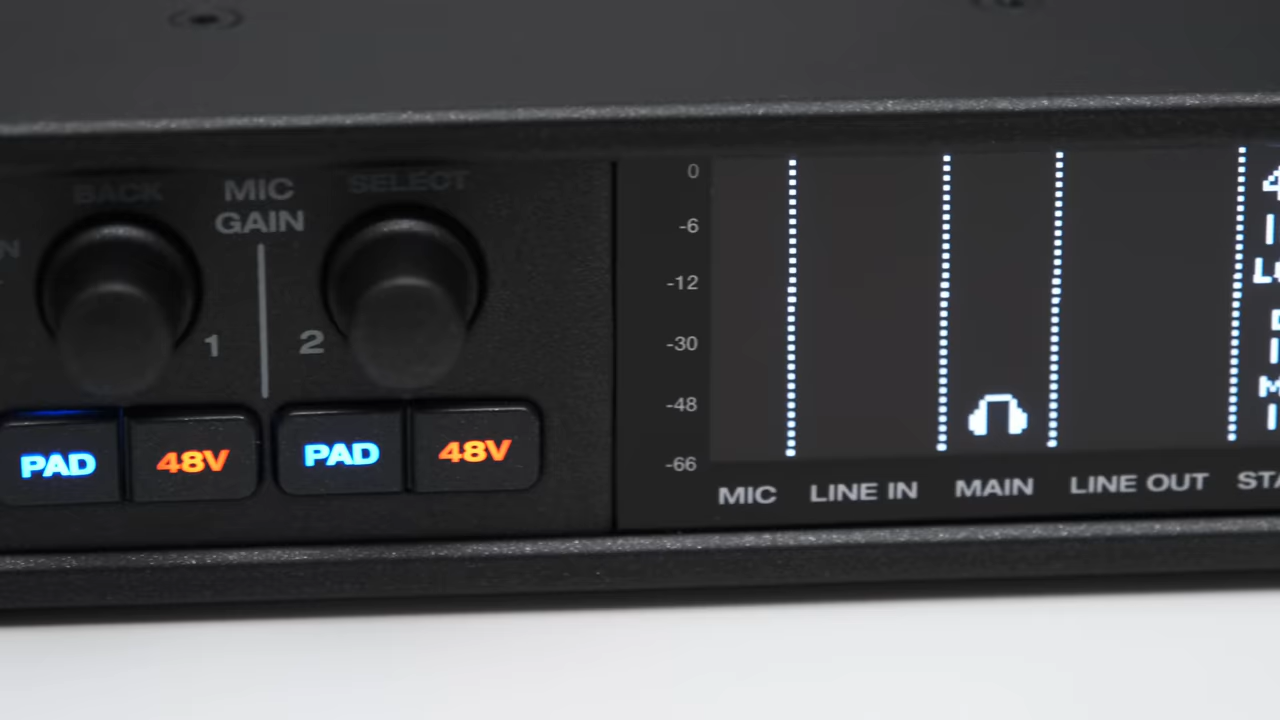 BACK
MIC
GAIN
SELECT
1
2
PAD
48V
PAD
48V
0
-6
-12
-30
-48
-66
MIC
LINE IN
MAIN
LINE OUT